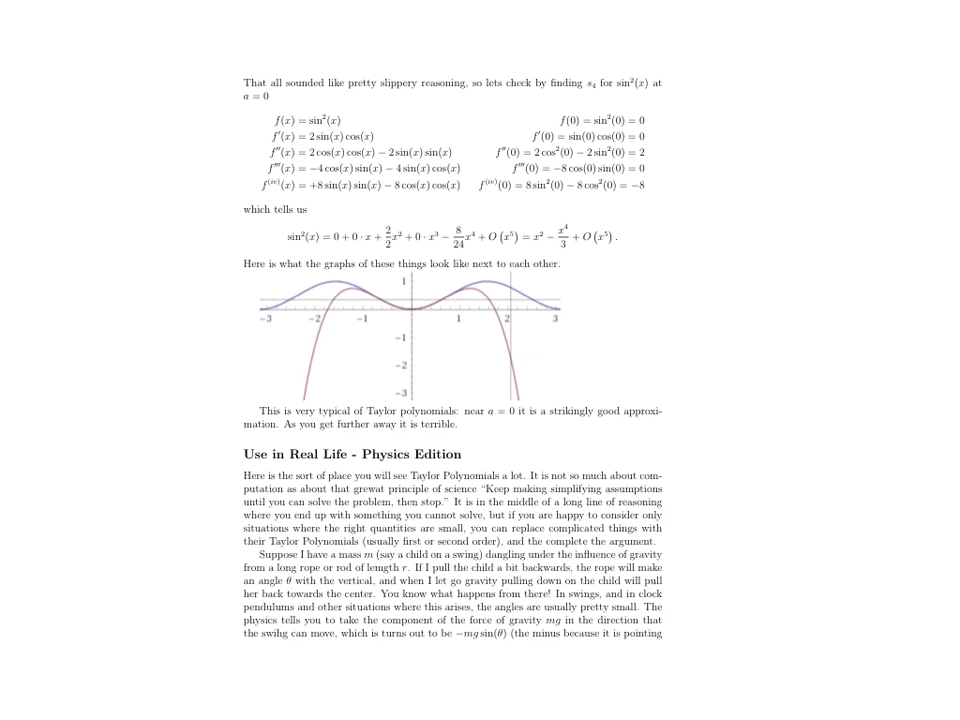 That all sounded like pretty slippery reasoning, so lets check by finding s₄ for sin²(x) at
a = 0
f(x) = sin²(x) f(0) = sin²(0) = 0
f′(x) = 2 sin(x) cos(x) f′(0) = sin(0) cos(0) = 0
f″(x) = 2 cos(x) cos(x) − 2 sin(x) sin(x) f″(0) = 2 cos²(0) − 2 sin²(0) = 2
f‴(x) = −4 cos(x) sin(x) − 4 sin(x) cos(x) f‴(0) = −8 cos(0) sin(0) = 0
f⁽ⁱᵛ⁾(x) = +8 sin(x) sin(x) − 8 cos(x) cos(x) f⁽ⁱᵛ⁾(0) = 8 sin²(0) − 8 cos²(0) = −8
which tells us
sin²(x) = 0 + 0 · x + 2/2 x² + 0 · x³ − 8/24 x⁴ + O (x⁵) = x² − x⁴/3 + O (x⁵) .
Here is what the graphs of these things look like next to each other.
1
−3 −2 −1 1 2 3
−1
−2
−3
This is very typical of Taylor polynomials: near a = 0 it is a strikingly good approxi-
mation. As you get further away it is terrible.
Use in Real Life - Physics Edition
Here is the sort of place you will see Taylor Polynomials a lot. It is not so much about com-
putation as about that grewat principle of science “Keep making simplifying assumptions
until you can solve the problem, then stop.” It is in the middle of a long line of reasoning
where you end up with something you cannot solve, but if you are happy to consider only
situations where the right quantities are small, you can replace complicated things with
their Taylor Polynomials (usually first or second order), and the complete the argument.
Suppose I have a mass m (say a child on a swing) dangling under the influence of gravity
from a long rope or rod of lemgth r. If I pull the child a bit backwards, the rope will make
an angle θ with the vertical, and when I let go gravity pulling down on the child will pull
her back towards the center. You know what happens from there! In swings, and in clock
pendulums and other situations where this arises, the angles are usually pretty small. The
physics tells you to take the component of the force of gravity mg in the direction that
the swihg can move, which is turns out to be −mg sin(θ) (the minus because it is pointing